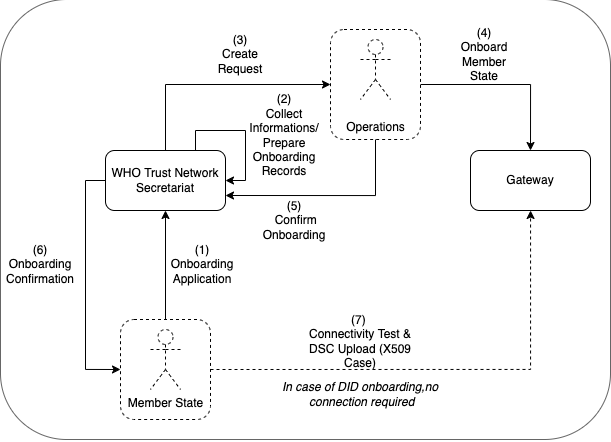 (3)
Create
Request
(4)
Onboard
Member
State
(2)
Collect
Informations/
Prepare
Onboarding
Records
Operations
WHO Trust Network
Secretariat
Gateway
(5)
Confirm
Onboarding
(6)
Onboarding
Confirmation
(1)
Onboarding
Application
(7)
Connectivity Test &
DSC Upload (X509
Case)
Member State
In case of DID onboarding,no
connection required